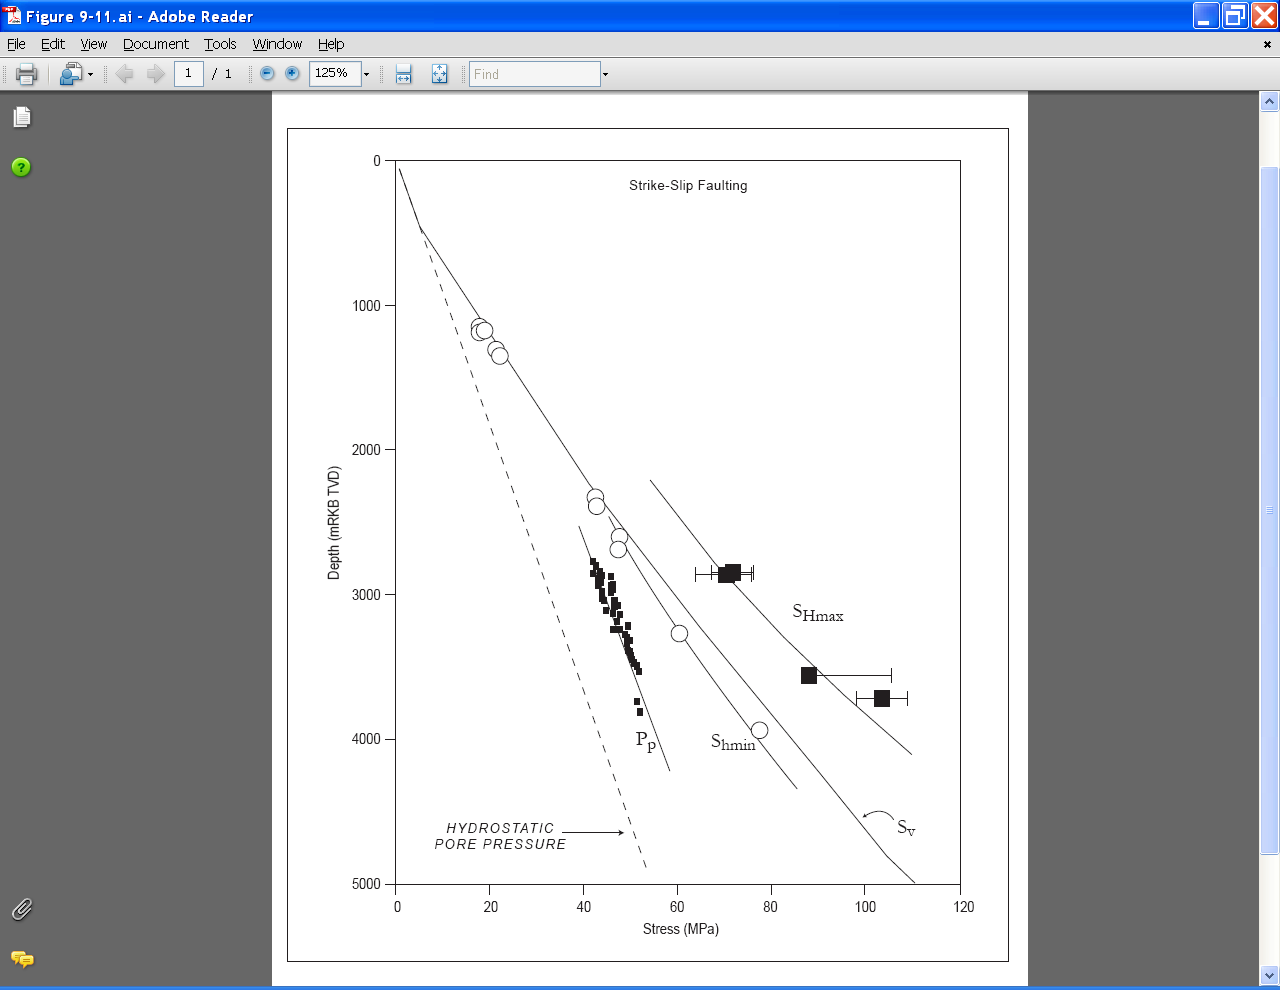 Figure 9-11.ai - Adobe Reader
File Edit View Document Tools Window Help
1 / 1 125% Find
Strike-Slip Faulting
0
1000
2000
3000
4000
5000
Depth (mRKB TVD)
SHmax
Pp
Shmin
Sv
HYDROSTATIC
PORE PRESSURE
0 20 40 60 80 100 120
Stress (MPa)